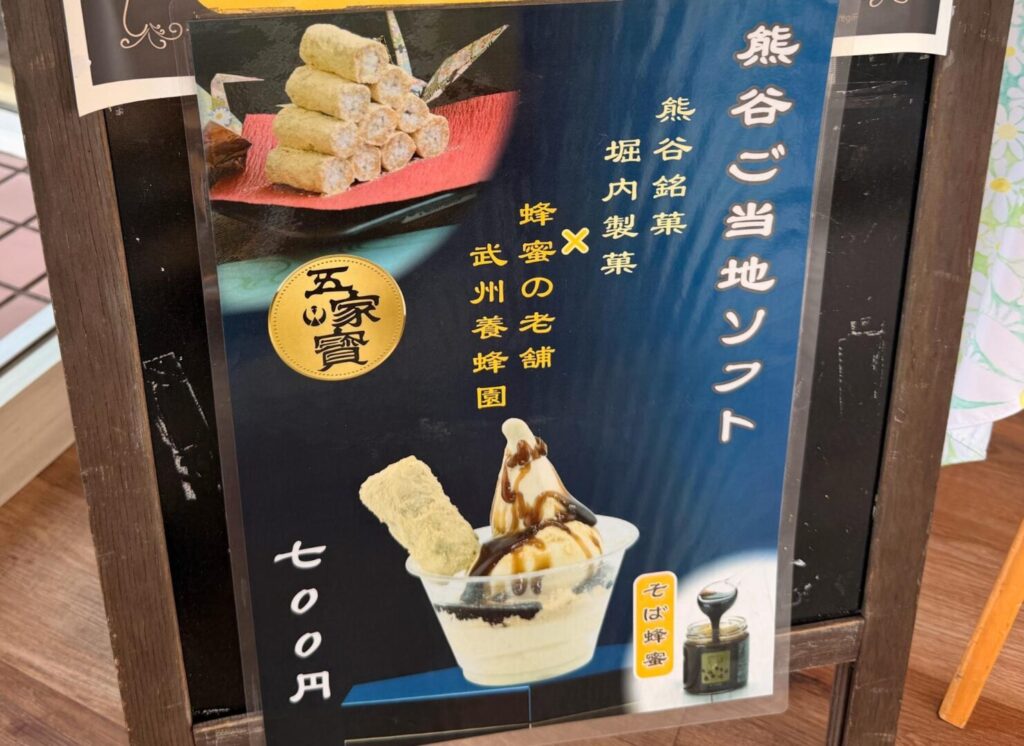 熊谷ご当地ソフト
熊谷銘菓
堀内製菓
×
蜂蜜の老舗
武州養蜂園
五家寶
七〇〇円
そば蜂蜜